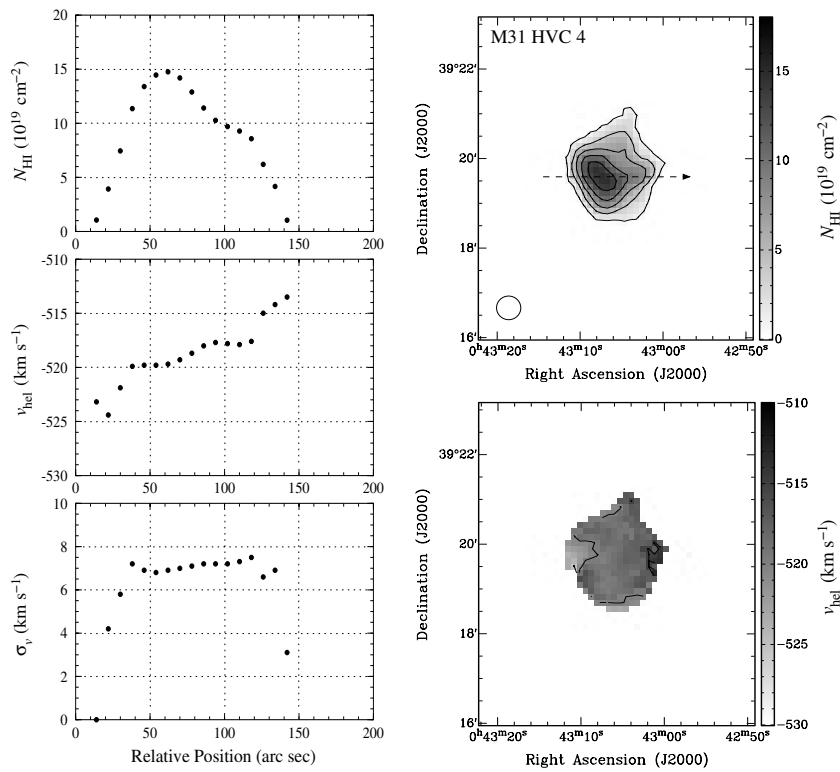 20
15
10
5
0
N_HI (10^19 cm^−2)
0 50 100 150 200
-510
-515
-520
-525
-530
v_hel (km s^−1)
10
8
6
4
2
0
σ_v (km s^−1)
0 50 100 150 200
Relative Position (arc sec)
M31 HVC 4
39°22′
20′
18′
16′
Declination (J2000)
0^h43^m20^s 43^m10^s 43^m00^s 42^m50^s
Right Ascension (J2000)
15
10
5
0
N_HI (10^19 cm^−2)
39°22′
20′
18′
16′
Declination (J2000)
0^h43^m20^s 43^m10^s 43^m00^s 42^m50^s
Right Ascension (J2000)
−510
−515
−520
−525
−530
v_hel (km s^−1)